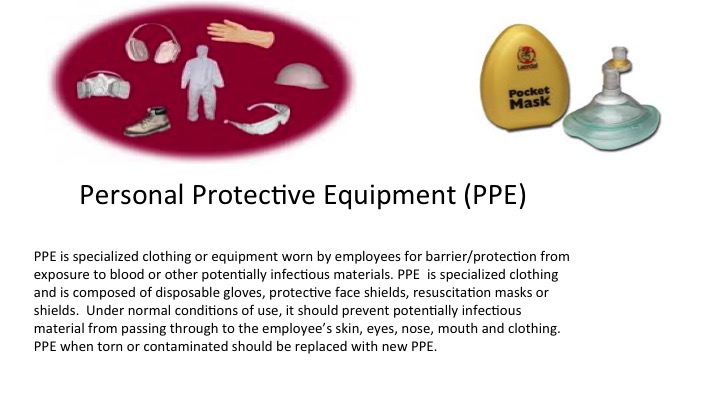 Laerdal
Pocket
Mask
Personal Protective Equipment (PPE)
PPE is specialized clothing or equipment worn by employees for barrier/protection from
exposure to blood or other potentially infectious materials. PPE  is specialized clothing
and is composed of disposable gloves, protective face shields, resuscitation masks or
shields.  Under normal conditions of use, it should prevent potentially infectious
material from passing through to the employee’s skin, eyes, nose, mouth and clothing.
PPE when torn or contaminated should be replaced with new PPE.